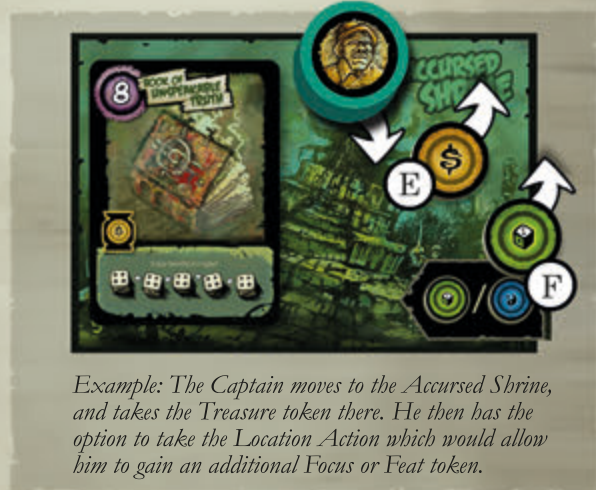 8
BOOK OF
UNSPEAKABLE
TRUTH
CCURSED
SHRINE
$
E
F
/
Example: The Captain moves to the Accursed Shrine,
and takes the Treasure token there. He then has the
option to take the Location Action which would allow
him to gain an additional Focus or Feat token.